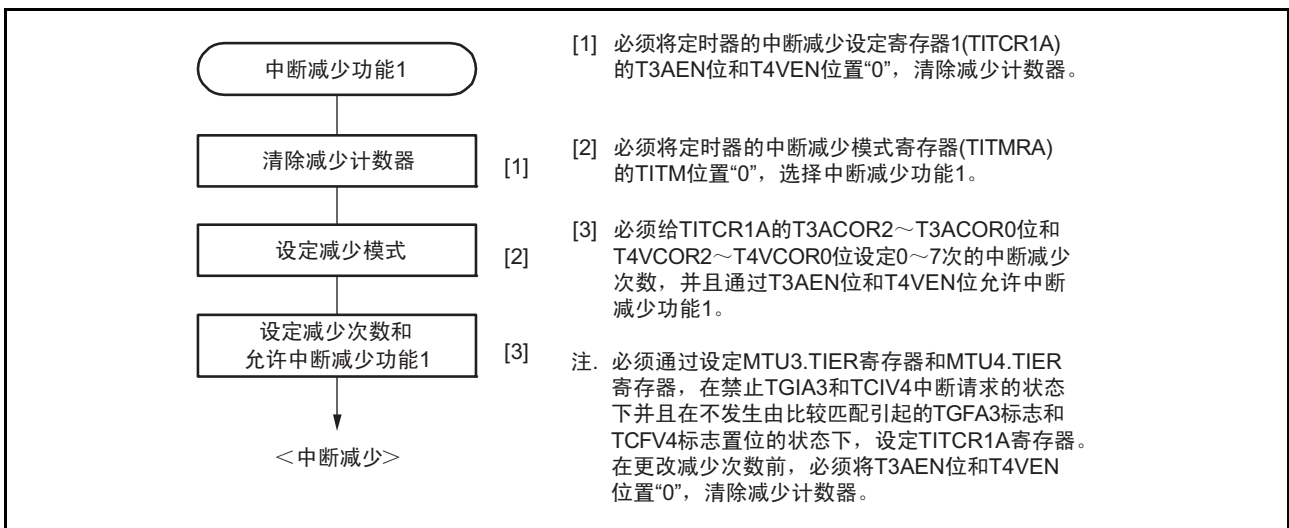 中断减少功能1
清除减少计数器
[1]
设定减少模式
[2]
设定减少次数和
允许中断减少功能1
[3]
＜中断减少＞
[1] 必须将定时器的中断减少设定寄存器1(TITCR1A)
的T3AEN位和T4VEN位置“0”，清除减少计数器。
[2] 必须将定时器的中断减少模式寄存器(TITMRA)
的TITM位置“0”，选择中断减少功能1。
[3] 必须给TITCR1A的T3ACOR2～T3ACOR0位和
T4VCOR2～T4VCOR0位设定0～7次的中断减少
次数，并且通过T3AEN位和T4VEN位允许中断
减少功能1。
注. 必须通过设定MTU3.TIER寄存器和MTU4.TIER
寄存器，在禁止TGIA3和TCIV4中断请求的状态
下并且在不发生由比较匹配引起的TGFA3标志和
TCFV4标志置位的状态下，设定TITCR1A寄存器。
在更改减少次数前，必须将T3AEN位和T4VEN
位置“0”，清除减少计数器。